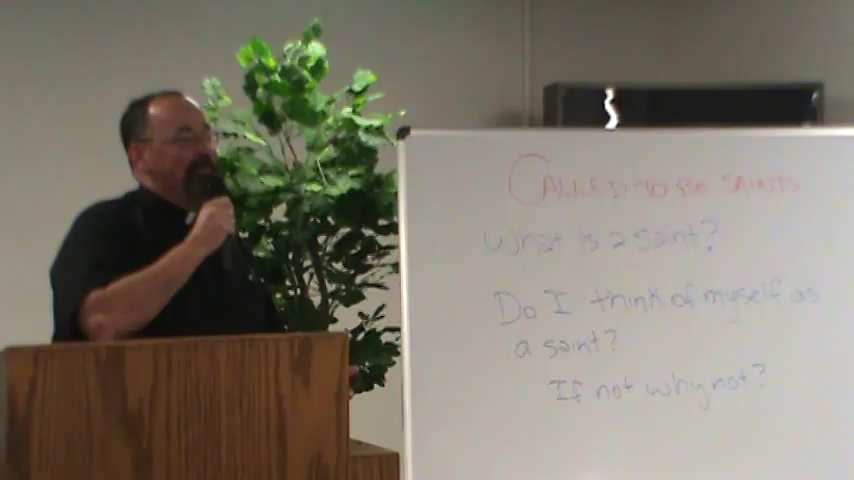 CALLED TO BE SAINTS
What is a saint?
Do I think of myself as
a saint?
If not why not?